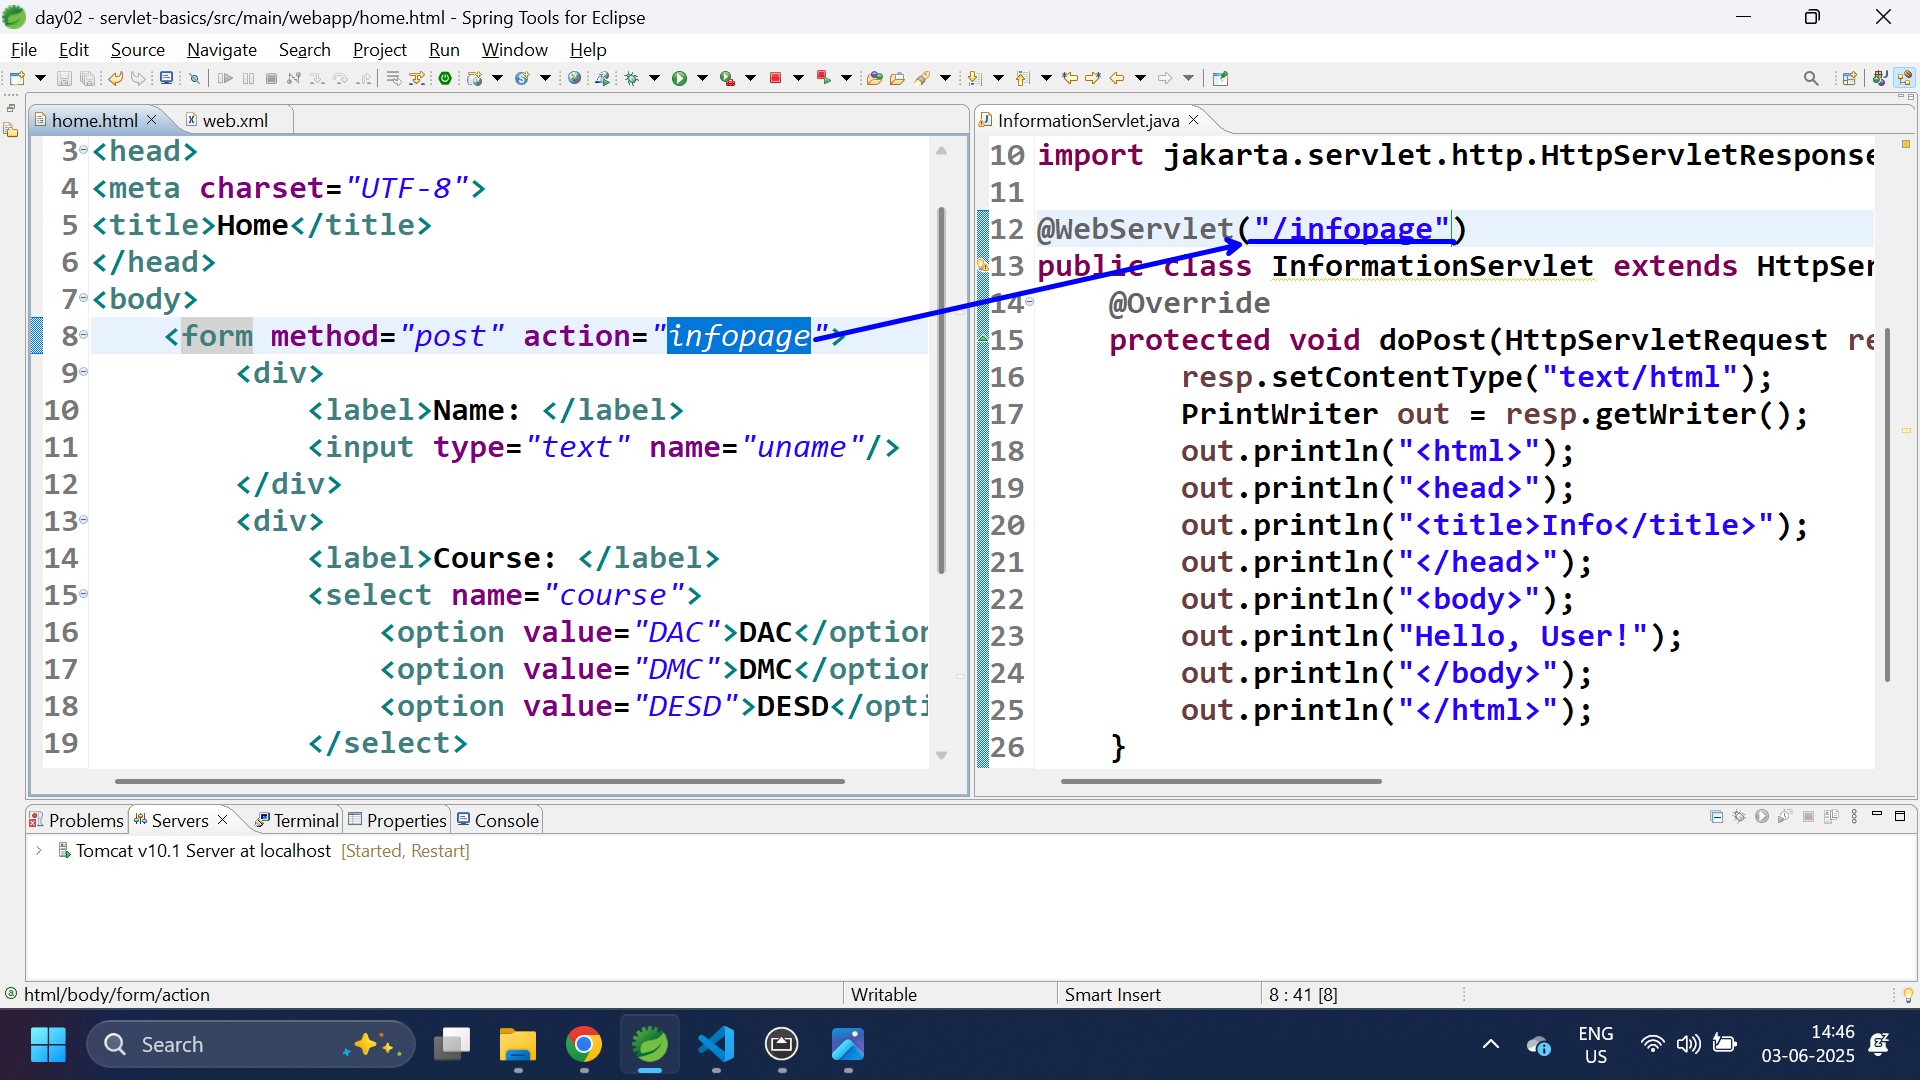 day02 - servlet-basics/src/main/webapp/home.html - Spring Tools for Eclipse
File Edit Source Navigate Search Project Run Window Help
home.html
web.xml
3 <head>
4 <meta charset="UTF-8">
5 <title>Home</title>
6 </head>
7 <body>
8 <form method="post" action="infopage">
9 <div>
10 <label>Name: </label>
11 <input type="text" name="uname"/>
12 </div>
13 <div>
14 <label>Course: </label>
15 <select name="course">
16 <option value="DAC">DAC</option
17 <option value="DMC">DMC</option
18 <option value="DESD">DESD</opti
19 </select>
InformationServlet.java
10 import jakarta.servlet.http.HttpServletResponse
11
12 @WebServlet("/infopage")
13 public class InformationServlet extends HttpSer
14 @Override
15 protected void doPost(HttpServletRequest re
16 resp.setContentType("text/html");
17 PrintWriter out = resp.getWriter();
18 out.println("<html>");
19 out.println("<head>");
20 out.println("<title>Info</title>");
21 out.println("</head>");
22 out.println("<body>");
23 out.println("Hello, User!");
24 out.println("</body>");
25 out.println("</html>");
26 }
Problems Servers Terminal Properties Console
Tomcat v10.1 Server at localhost [Started, Restart]
html/body/form/action Writable Smart Insert 8 : 41 [8]
Search
ENG
US
14:46
03-06-2025